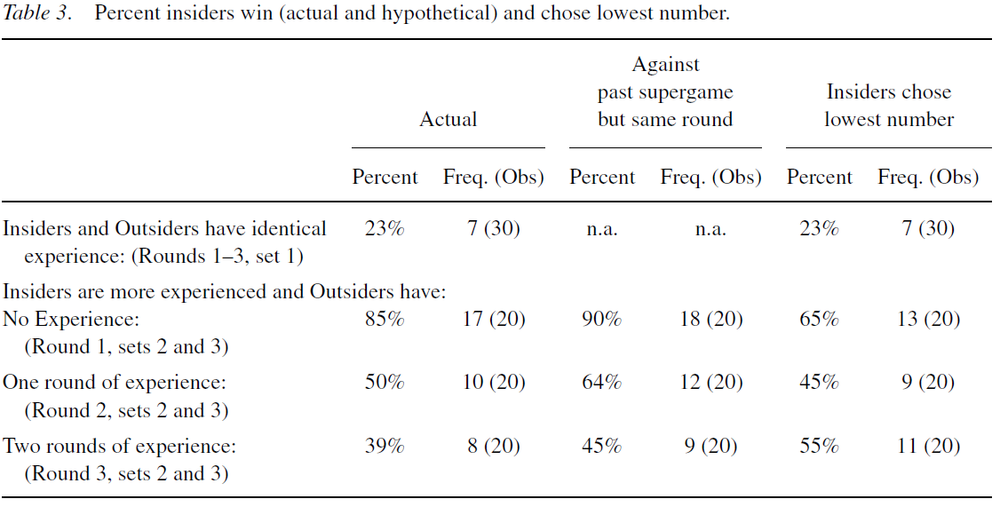 Table 3. Percent insiders win (actual and hypothetical) and chose lowest number.
Against
past supergame Insiders chose
Actual but same round lowest number
Percent Freq. (Obs) Percent Freq. (Obs) Percent Freq. (Obs)
Insiders and Outsiders have identical 23% 7 (30) n.a. n.a. 23% 7 (30)
experience: (Rounds 1–3, set 1)
Insiders are more experienced and Outsiders have:
No Experience: 85% 17 (20) 90% 18 (20) 65% 13 (20)
(Round 1, sets 2 and 3)
One round of experience: 50% 10 (20) 64% 12 (20) 45% 9 (20)
(Round 2, sets 2 and 3)
Two rounds of experience: 39% 8 (20) 45% 9 (20) 55% 11 (20)
(Round 3, sets 2 and 3)